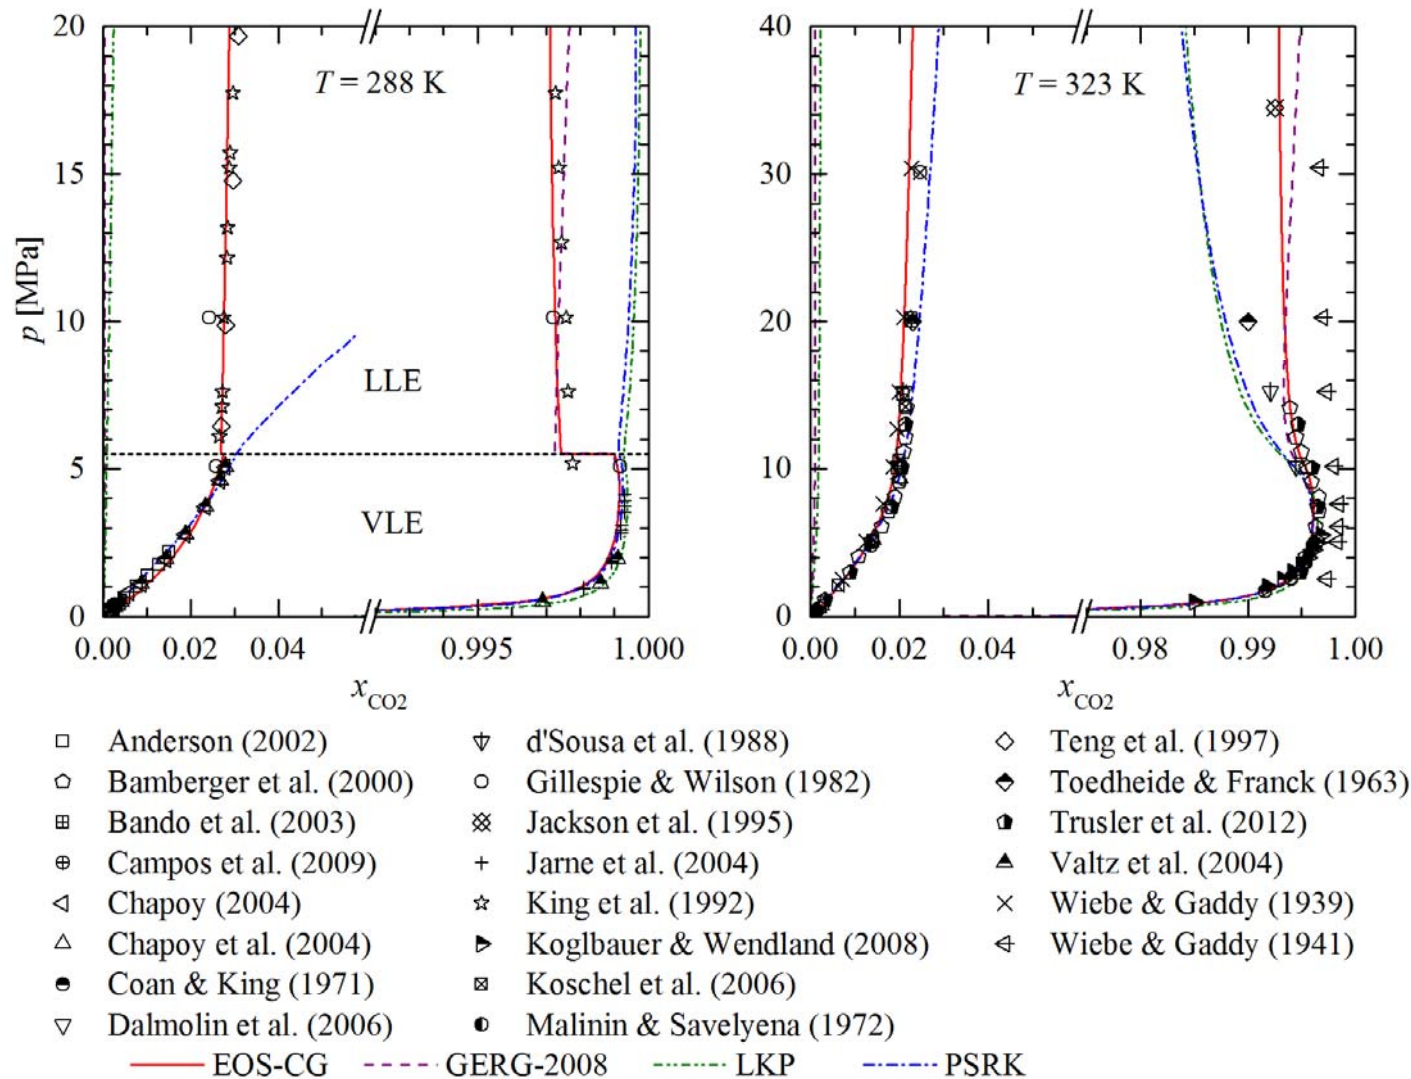 T = 288 K
T = 323 K
p [MPa]
20
15
10
5
0
40
30
20
10
0
LLE
VLE
0.00 0.02 0.04 0.995 1.000
0.00 0.02 0.04 0.98 0.99 1.00
xCO2
xCO2
Anderson (2002)
Bamberger et al. (2000)
Bando et al. (2003)
Campos et al. (2009)
Chapoy (2004)
Chapoy et al. (2004)
Coan & King (1971)
Dalmolin et al. (2006)
d'Sousa et al. (1988)
Gillespie & Wilson (1982)
Jackson et al. (1995)
Jarne et al. (2004)
King et al. (1992)
Koglbauer & Wendland (2008)
Koschel et al. (2006)
Malinin & Savelyena (1972)
Teng et al. (1997)
Toedheide & Franck (1963)
Trusler et al. (2012)
Valtz et al. (2004)
Wiebe & Gaddy (1939)
Wiebe & Gaddy (1941)
EOS-CG GERG-2008 LKP PSRK